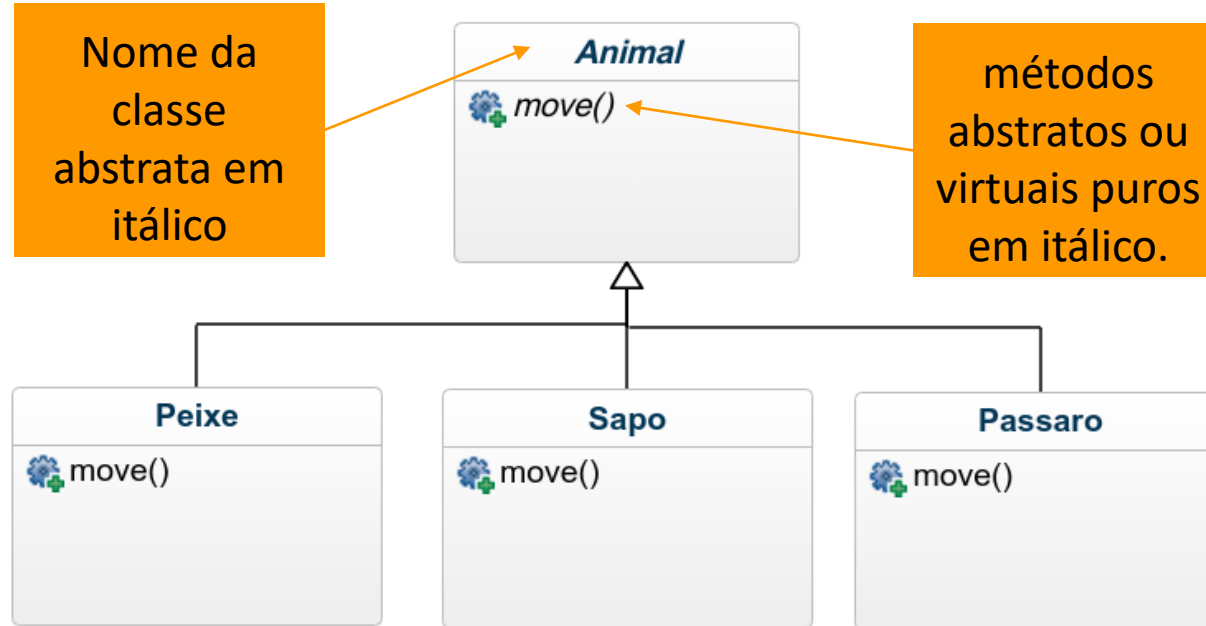 Nome da
classe
abstrata em
itálico
Animal
move()
métodos
abstratos ou
virtuais puros
em itálico.
Peixe
move()
Sapo
move()
Passaro
move()